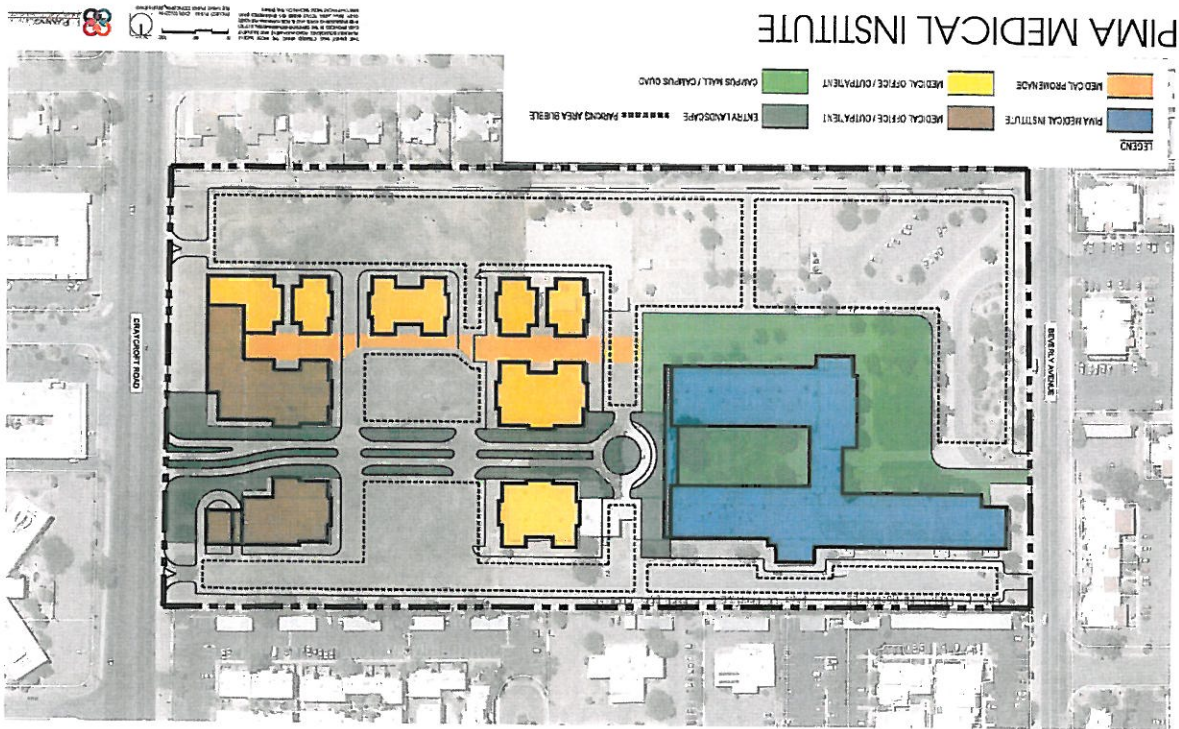 PIMA MEDICAL INSTITUTE
LEGEND
PIMA MEDICAL INSTITUTE
MEDICAL OFFICE / OUTPATIENT
ENTRY LANDSCAPE
PARKING AREA BUBBLE
MEDICAL PROMENADE
MEDICAL OFFICE / OUTPATIENT
CAMPUS MALL / CAMPUS QUAD
CRAYCROFT ROAD
BEVERLY AVENUE